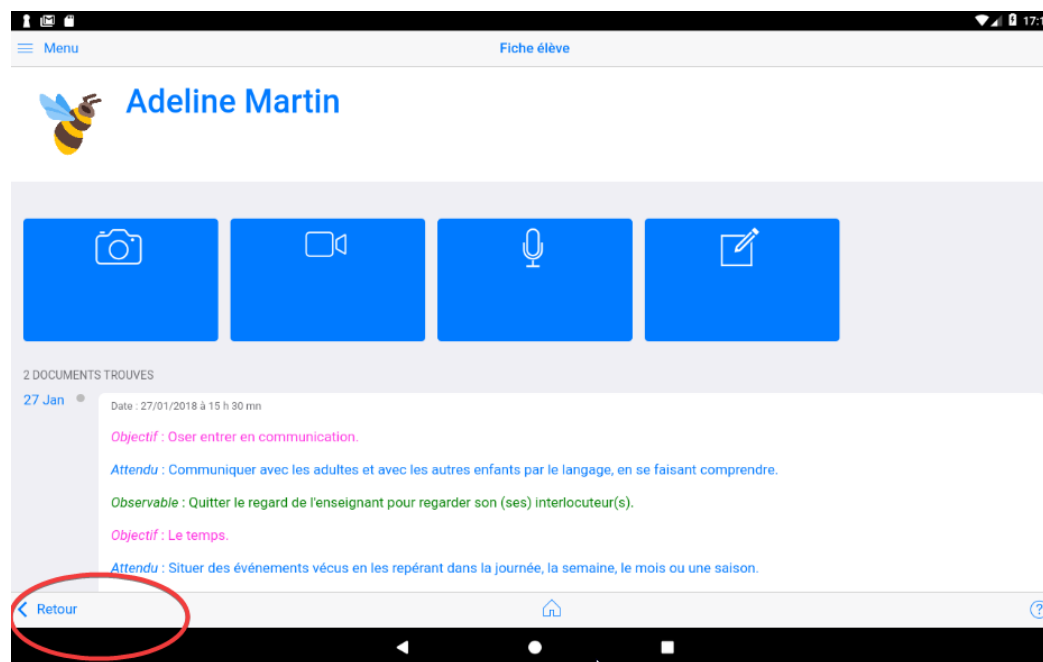 17:1
Menu
Fiche élève
Adeline Martin
2 DOCUMENTS TROUVES
27 Jan
Date : 27/01/2018 à 15 h 30 mn
Objectif : Oser entrer en communication.
Attendu : Communiquer avec les adultes et avec les autres enfants par le langage, en se faisant comprendre.
Observable : Quitter le regard de l'enseignant pour regarder son (ses) interlocuteur(s).
Objectif : Le temps.
Attendu : Situer des événements vécus en les repérant dans la journée, la semaine, le mois ou une saison.
Retour
?